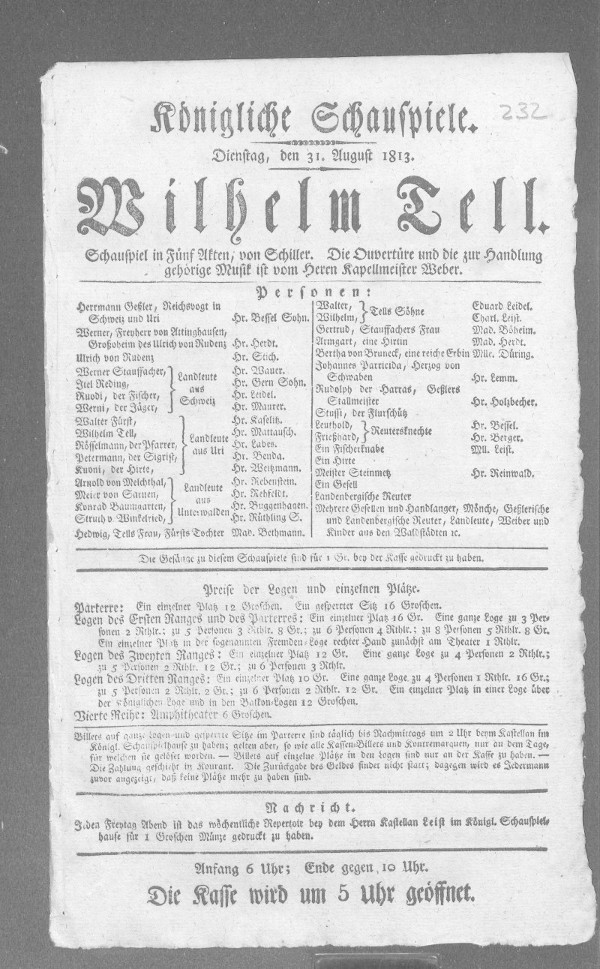 232
Königliche Schauspiele.
Dienstag, den 31. August 1813.
Wilhelm Tell.
Schauspiel in Fünf Akten, von Schiller. Die Ouvertüre und die zur Handlung
gehörige Musik ist vom Herrn Kapellmeister Weber.
Personen:
Herrmann Geßler, Reichsvogt in
Schweiz und Uri Hr. Bessel Sohn.
Werner, Freyherr von Attinghausen,
Großoheim des Ulrich von Rudenz Hr. Herdt.
Ulrich von Rudenz Hr. Stich.
Werner Stauffacher, Hr. Wauer.
Itel Reding, Hr. Gern Sohn.
Ruodi, der Fischer, Hr. Leidel.
Werni, der Jäger, Hr. Maurer.
Landleute
aus
Schweiz
Walter Fürst, Hr. Kaselitz.
Wilhelm Tell, Hr. Mattausch.
Rösselmann, der Pfarrer, Hr. Labes.
Petermann, der Sigrist, Hr. Benda.
Kuoni, der Hirte, Hr. Weitzmann.
Landleute
aus Uri
Arnold von Melchthal, Hr. Rebenstein.
Meier von Sarnen, Hr. Rehfeldt.
Konrad Baumgarten, Hr. Buggenhagen.
Struth v. Winkelried, Hr. Rüthling S.
Landleute
aus
Unterwalden
Hedwig, Tells Frau, Fürsts Tochter Mad. Bethmann.
Walter, Eduard Leidel.
Wilhelm, Charl. Leist.
Tells Söhne
Gertrud, Stauffachers Frau Mad. Böheim.
Armgart, eine Hirtin Mad. Herdt.
Bertha von Bruneck, eine reiche Erbin Mlle. Düring.
Johannes Parricida, Herzog von
Schwaben Hr. Lemm.
Rudolph der Harras, Geßlers
Stallmeister Hr. Holzbecher.
Stüssi, der Flurschütz
Leuthold, Hr. Bessel.
Frießhard, Hr. Berger.
Reutersknechte
Ein Fischerknabe Mll. Leist.
Ein Hirte
Meister Steinmetz Hr. Reinwald.
Ein Gesell
Landenbergische Reuter
Mehrere Gesellen und Handlanger, Mönche, Geßlerische
und Landenbergische Reuter, Landleute, Weiber und
Kinder aus den Waldstädten ꝛc.
Die Gesänge zu diesem Schauspiele sind für 1 Gr. bey der Kasse gedruckt zu haben.
Preise der Logen und einzelnen Plätze.
Parterre: Ein einzelner Platz 12 Groschen. Ein gesperrter Sitz 16 Groschen.
Logen des Ersten Ranges und des Parterres: Ein einzelner Platz 16 Gr. Eine ganze Loge zu 3 Per-
sonen 2 Rthlr.; zu 5 Personen 3 Rthlr. 8 Gr.; zu 6 Personen 4 Rthlr.; zu 8 Personen 5 Rthlr. 8 Gr.
Ein einzelner Platz in der sogenannten Fremden-Loge rechter Hand zunächst am Theater 1 Rthlr.
Logen des Zweyten Ranges: Ein einzelner Platz 12 Gr. Eine ganze Loge zu 4 Personen 2 Rthlr.;
zu 5 Personen 2 Rthlr. 12 Gr.; zu 6 Personen 3 Rthlr.
Logen des Dritten Ranges: Ein einzelner Platz 10 Gr. Eine ganze Loge zu 4 Personen 1 Rthlr. 16 Gr.;
zu 5 Personen 2 Rthlr. 2 Gr.; zu 6 Personen 2 Rthlr. 12 Gr. Ein einzelner Platz in einer Loge über
der Königlichen Loge und in den Balkon-Logen 12 Groschen.
Vierte Reihe: Amphitheater 6 Groschen.
Billets auf ganze Logen und gesperrte Sitze im Parterre sind täglich bis Nachmittags um 2 Uhr beym Kastellan im
Königl. Schauspielhause zu haben; gelten aber, so wie alle Kassen-Billets und Kontremarquen, nur an dem Tage,
für welchen sie gelöset worden. — Billets auf einzelne Plätze in den Logen sind nur an der Kasse zu haben. —
Die Zahlung geschieht in Kourant. Die Zurückgabe des Geldes findet nicht statt; dagegen wird es Jedermann
zuvor angezeigt, daß keine Plätze mehr zu haben sind.
Nachricht.
Jeden Freytag Abend ist das wöchentliche Repertoir bey dem Herrn Kastellan Leist im Königl. Schauspiel-
hause für 1 Groschen Münze gedruckt zu haben.
Anfang 6 Uhr; Ende gegen 10 Uhr.
Die Kasse wird um 5 Uhr geöffnet.